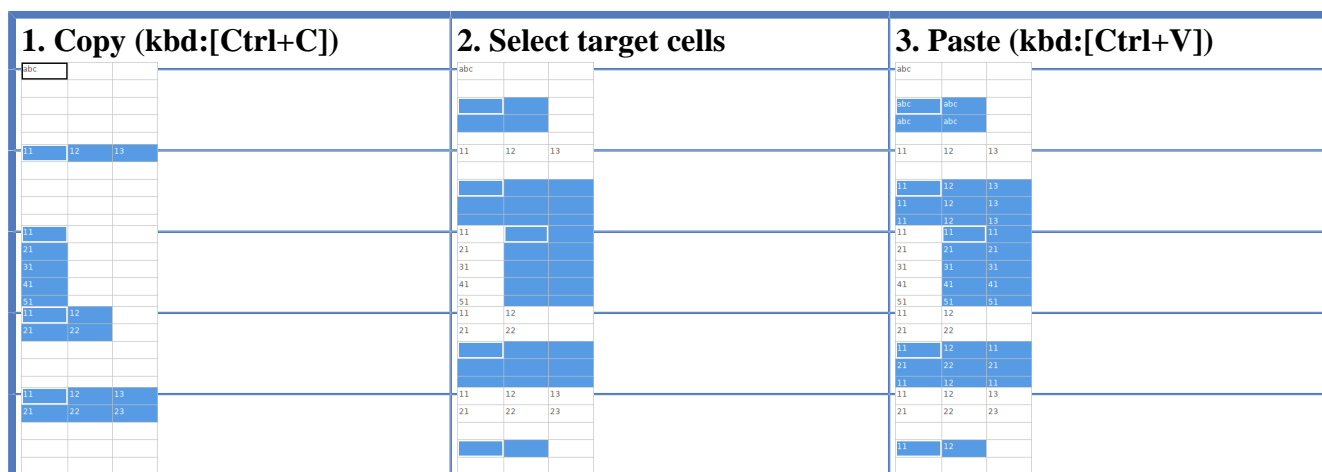 1. Copy (kbd:[Ctrl+C]) 2. Select target cells 3. Paste (kbd:[Ctrl+V])
abc abc abc
abc abc
abc abc
11 12 13 11 12 13 11 12 13
11 12 13
11 12 13
11 12 13
11 11 11 11 11
21 21 21 21 21
31 31 31 31 31
41 41 41 41 41
51 51 51 51 51
11 12 11 12 11 12
21 22 21 22 21 22
11 12 11
21 22 21
11 12 11
11 12 13 11 12 13 11 12 13
21 22 23 21 22 23 21 22 23
11 12